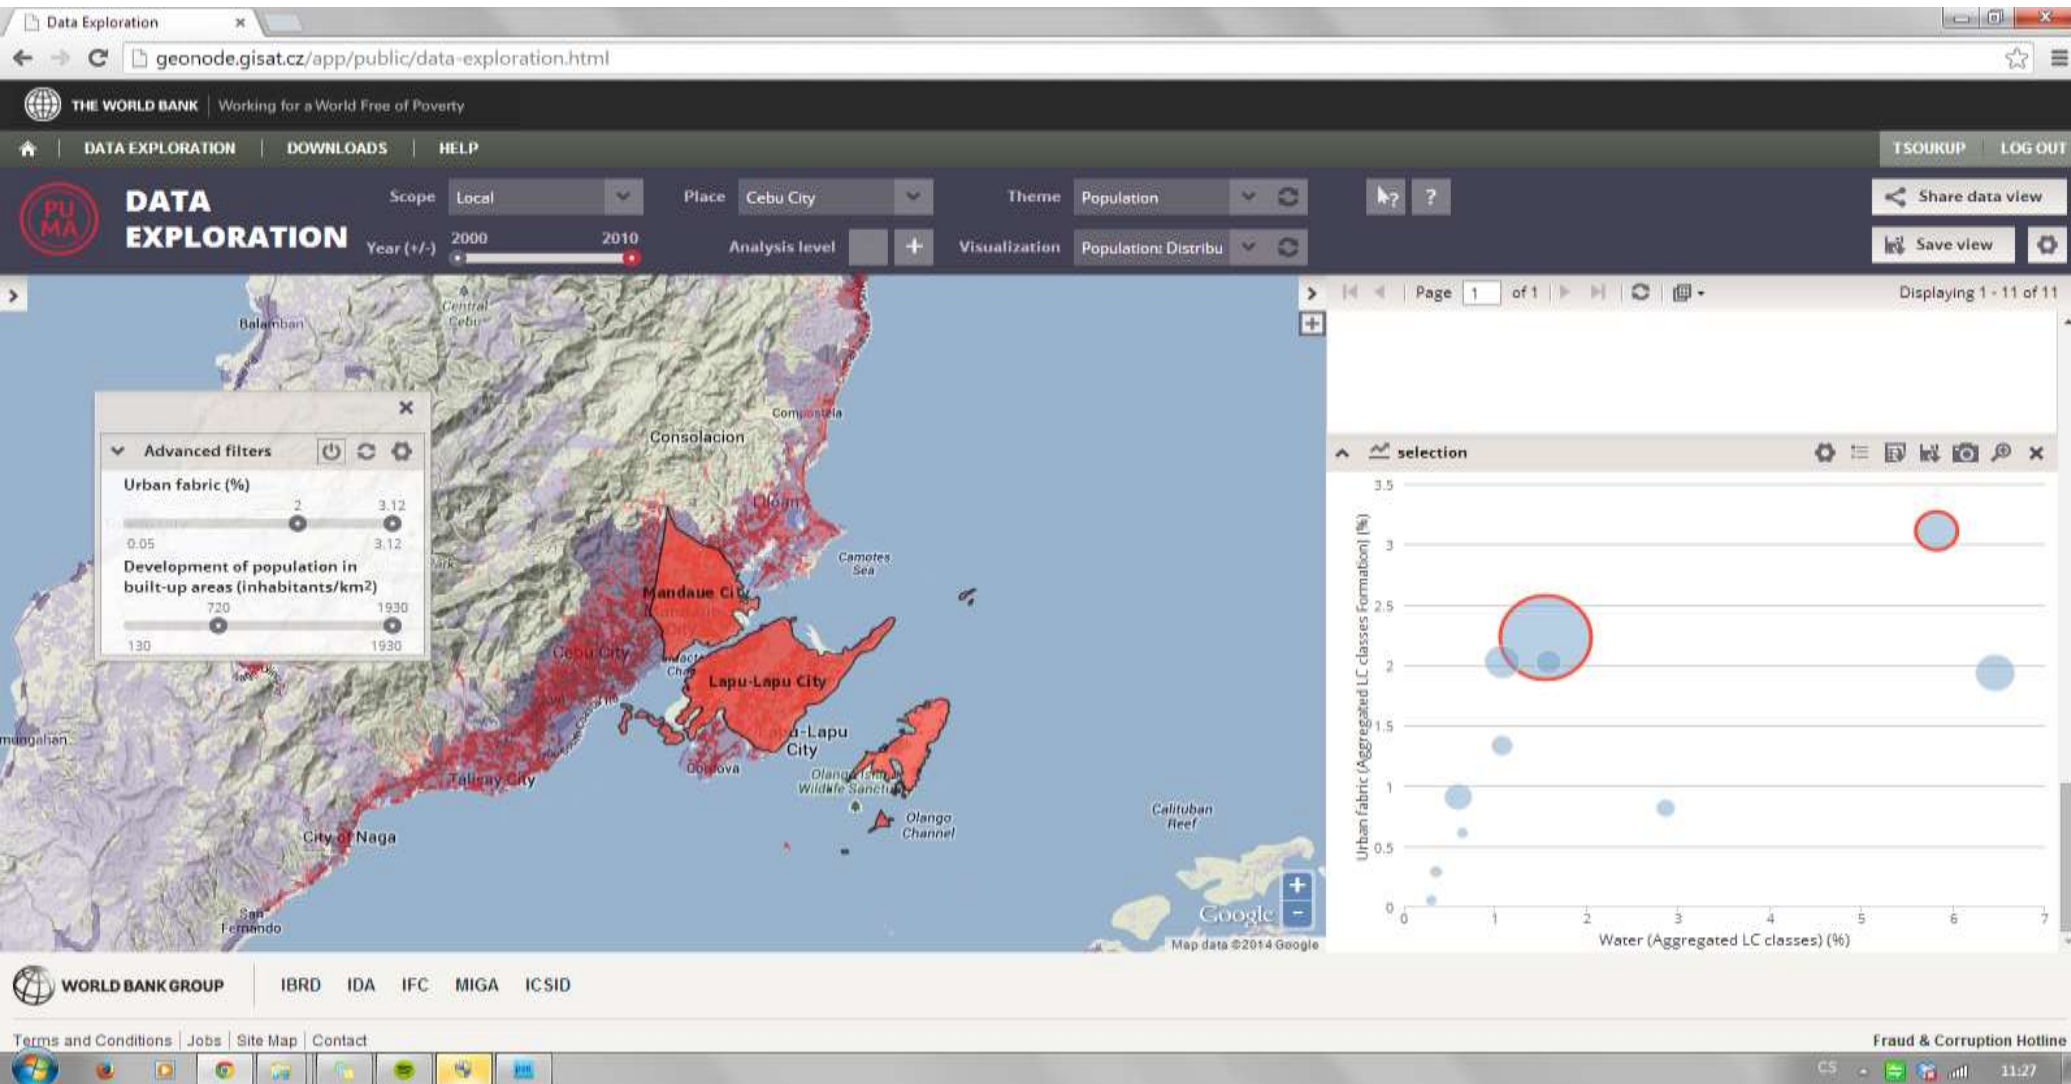 Data Exploration
geonode.gisat.cz/app/public/data-exploration.html
THE WORLD BANK | Working for a World Free of Poverty
DATA EXPLORATION | DOWNLOADS | HELP
TSOUKUP LOG OUT
PU
MA
DATA
EXPLORATION
Scope Local
Place Cebu City
Theme Population
?
Share data view
Year (+/-) 2000 2010
Analysis level +
Visualization Population: Distribu
Save view
Page 1 of 1
Displaying 1 - 11 of 11
Central
Cebu
Balamban
Compostela
Consolacion
Liloan
Camotes
Sea
Mandaue City
Cebu City
Lapu-Lapu City
-Lapu
City
Cordova
Olango Island
Wildlife Sanctu
Olango
Channel
Talisay City
City of Naga
San
Fernando
Calituban
Reef
Google
Map data ©2014 Google
Advanced filters
Urban fabric (%)
2 3.12
0.05 3.12
Development of population in
built-up areas (inhabitants/km²)
720 1930
130 1930
selection
Urban fabric (Aggregated LC classes Formation) (%)
3.5
3
2.5
2
1.5
1
0.5
0
0 1 2 3 4 5 6 7
Water (Aggregated LC classes) (%)
WORLD BANK GROUP
IBRD IDA IFC MIGA ICSID
Terms and Conditions | Jobs | Site Map | Contact
Fraud & Corruption Hotline
CS 11:27